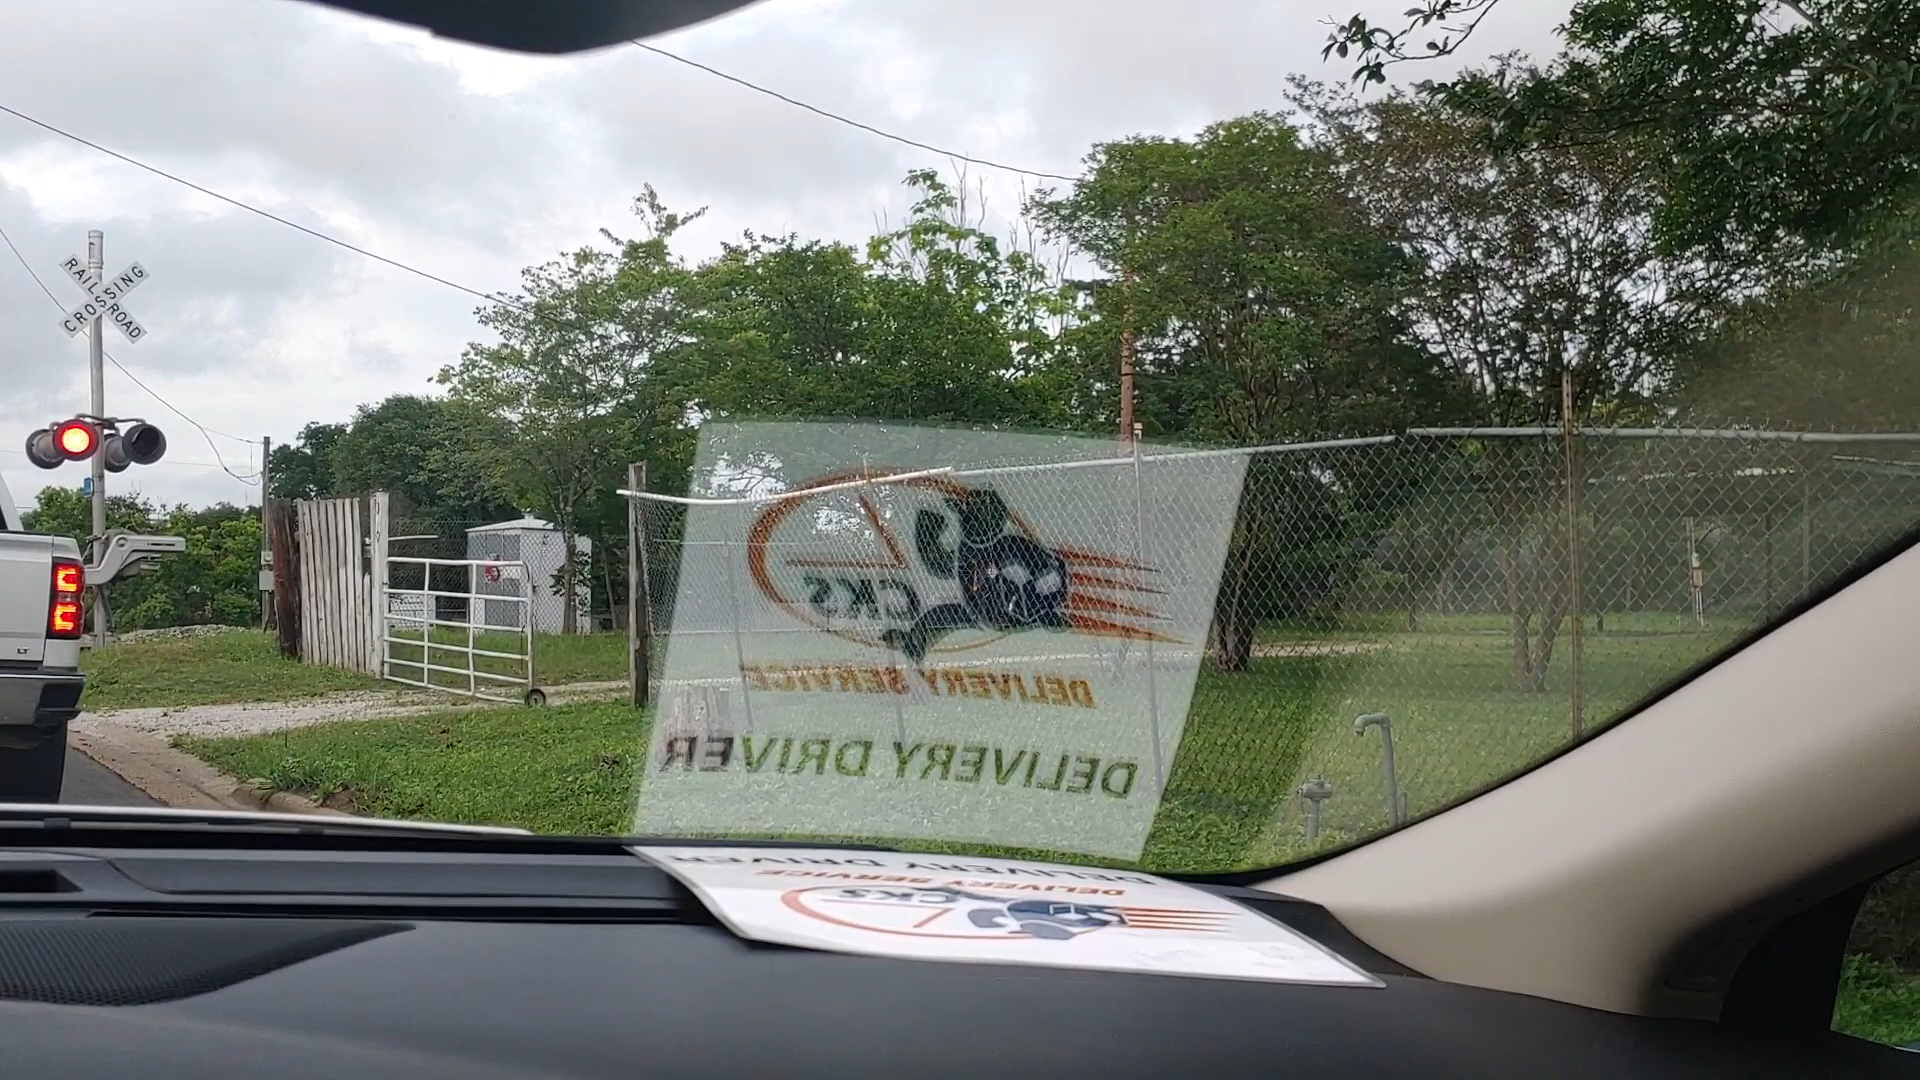 RAILROAD
CROSSING
LT
CKS
DELIVERY SERVICE
DELIVERY DRIVER
DELIVERY DRIVER
DELIVERY SERVICE
CKS